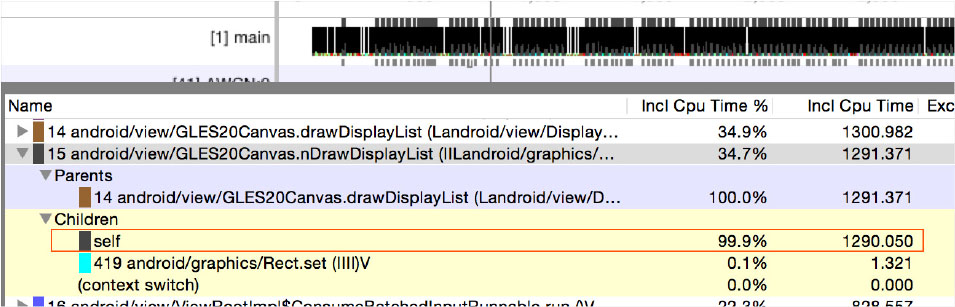 [1] main
Name Incl Cpu Time % Incl Cpu Time Exc
14 android/view/GLES20Canvas.drawDisplayList (Landroid/view/Display... 34.9% 1300.982
15 android/view/GLES20Canvas.nDrawDisplayList (IILandroid/graphics/... 34.7% 1291.371
Parents
14 android/view/GLES20Canvas.drawDisplayList (Landroid/view/D... 100.0% 1291.371
Children
self 99.9% 1290.050
419 android/graphics/Rect.set (IIII)V 0.1% 1.321
(context switch) 0.0% 0.000
16 android/view/ViewRootImpl$ConsumeBatchedInputRunnable.run ()V 22.3% 828.557